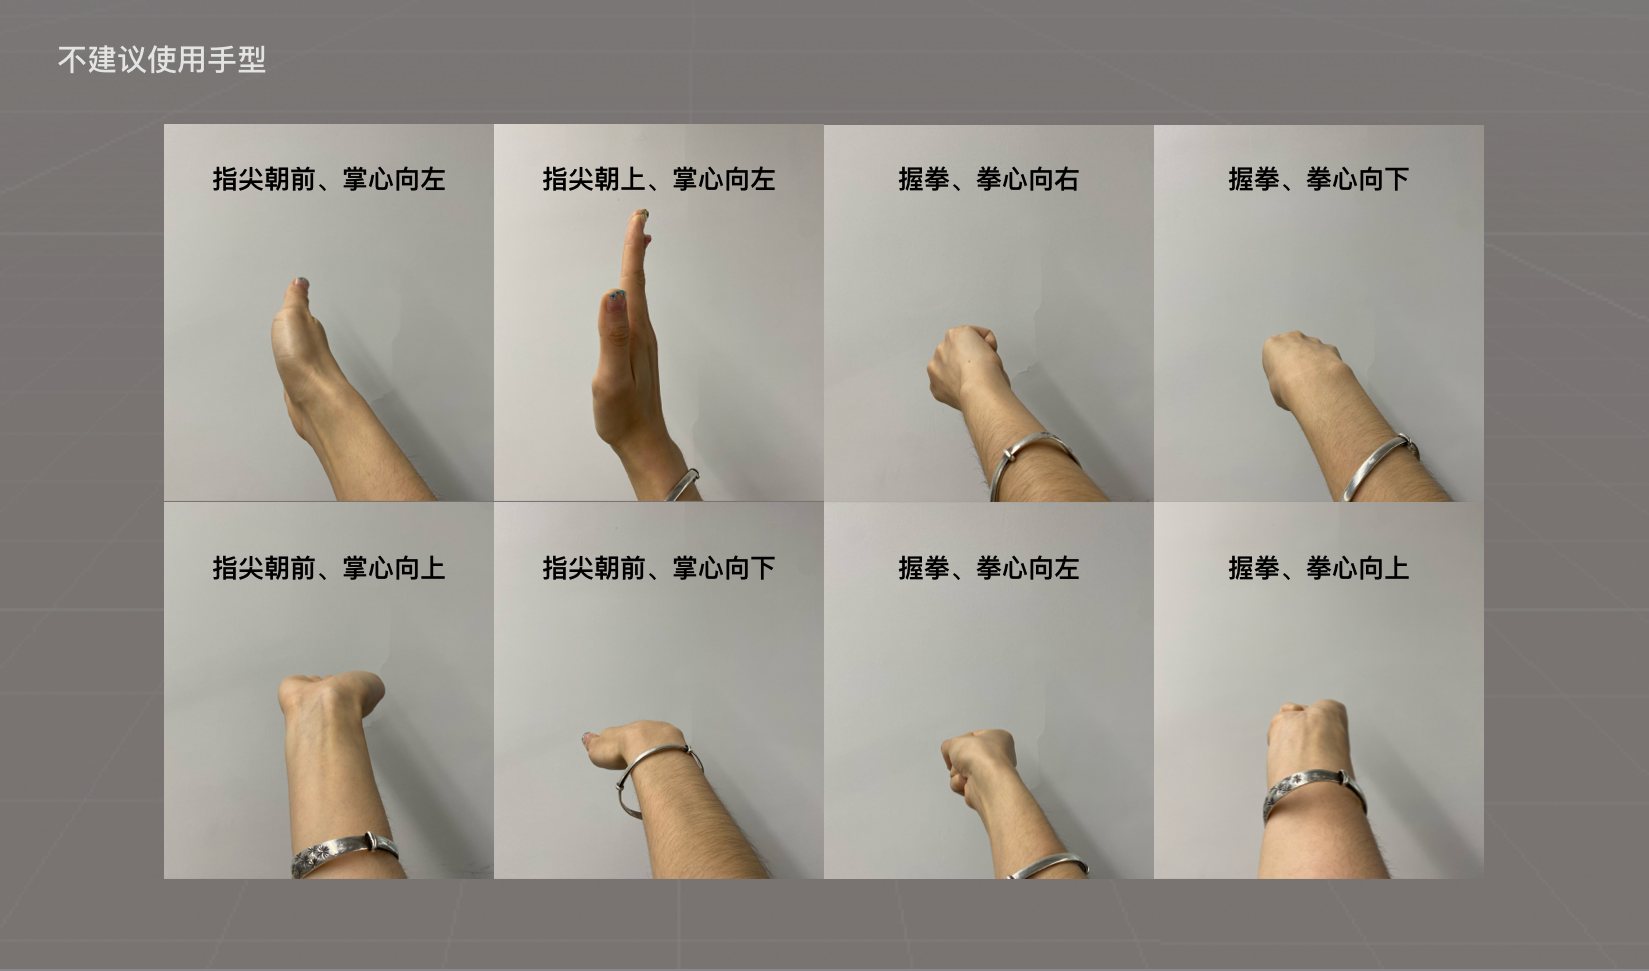 不建议使用手型
指尖朝前、掌心向左
指尖朝上、掌心向左
握拳、拳心向右
握拳、拳心向下
指尖朝前、掌心向上
指尖朝前、掌心向下
握拳、拳心向左
握拳、拳心向上